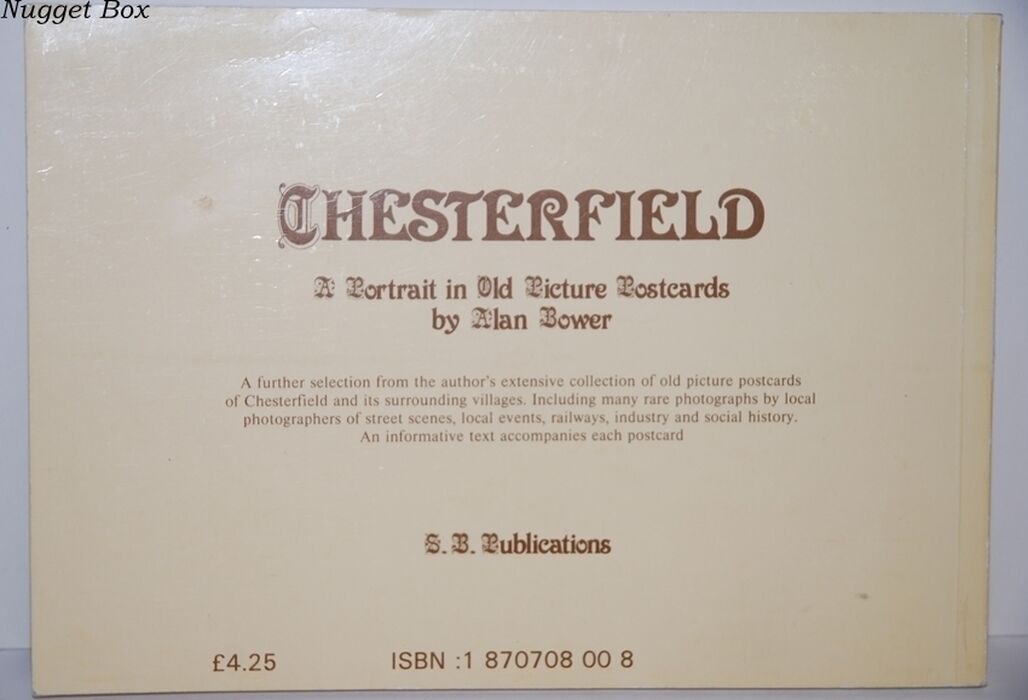 Nugget Box
CHESTERFIELD
A Portrait in Old Picture Postcards
by Alan Bower
A further selection from the author's extensive collection of old picture postcards
of Chesterfield and its surrounding villages. Including many rare photographs by local
photographers of street scenes, local events, railways, industry and social history.
An informative text accompanies each postcard
S. B. Publications
£4.25 ISBN :1 870708 00 8